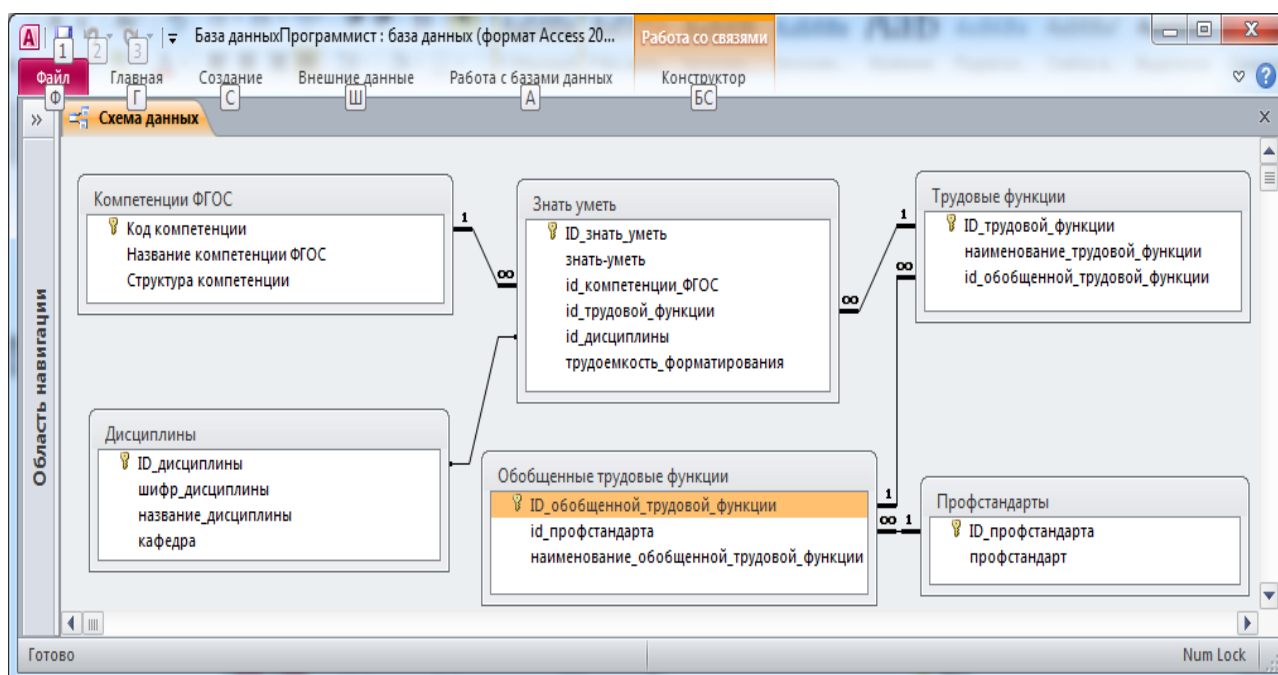 База данныхПрограммист : база данных (формат Access 20...
Работа со связями
1 2 3
Файл Главная Создание Внешние данные Работа с базами данных Конструктор
Ф Г С Ш А БС
Схема данных
Область навигации
Компетенции ФГОС
Код компетенции
Название компетенции ФГОС
Структура компетенции
1
∞
Знать уметь
ID_знать_уметь
знать-уметь
id_компетенции_ФГОС
id_трудовой_функции
id_дисциплины
трудоемкость_форматирования
1
∞
∞
Трудовые функции
ID_трудовой_функции
наименование_трудовой_функции
id_обобщенной_трудовой_функции
Дисциплины
ID_дисциплины
шифр_дисциплины
название_дисциплины
кафедра
Обобщенные трудовые функции
ID_обобщенной_трудовой_функции
id_профстандарта
наименование_обобщенной_трудовой_функции
1
∞ 1
Профстандарты
ID_профстандарта
профстандарт
Готово
Num Lock